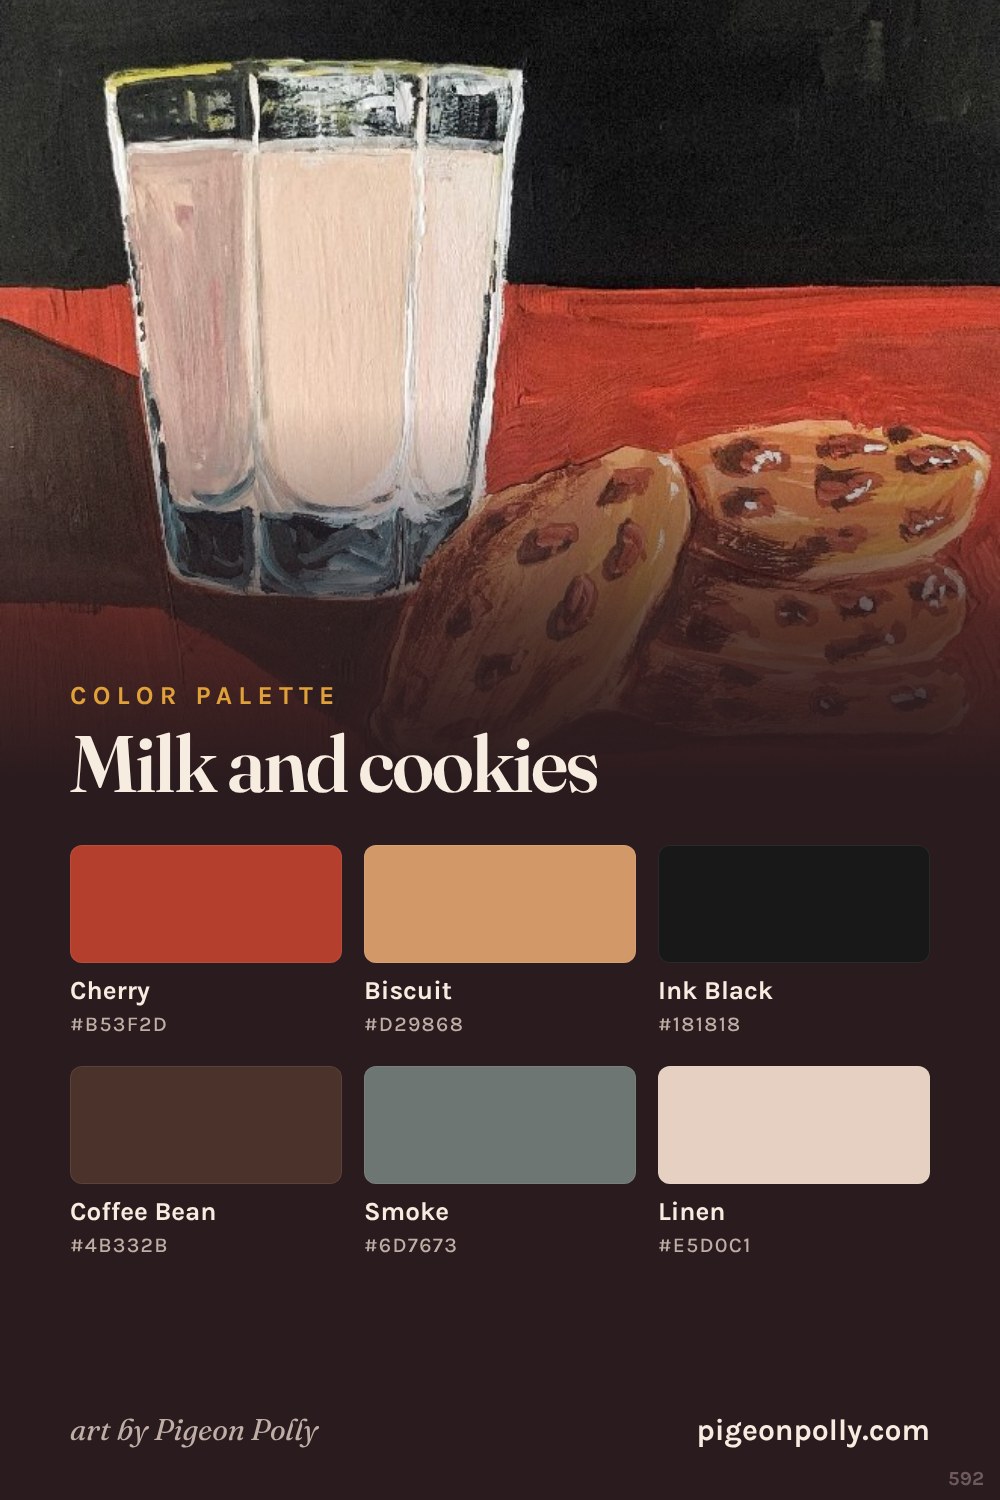 COLOR PALETTE
Milk and cookies
Cherry
#B53F2D
Biscuit
#D29868
Ink Black
#181818
Coffee Bean
#4B332B
Smoke
#6D7673
Linen
#E5D0C1
art by Pigeon Polly
pigeonpolly.com
592